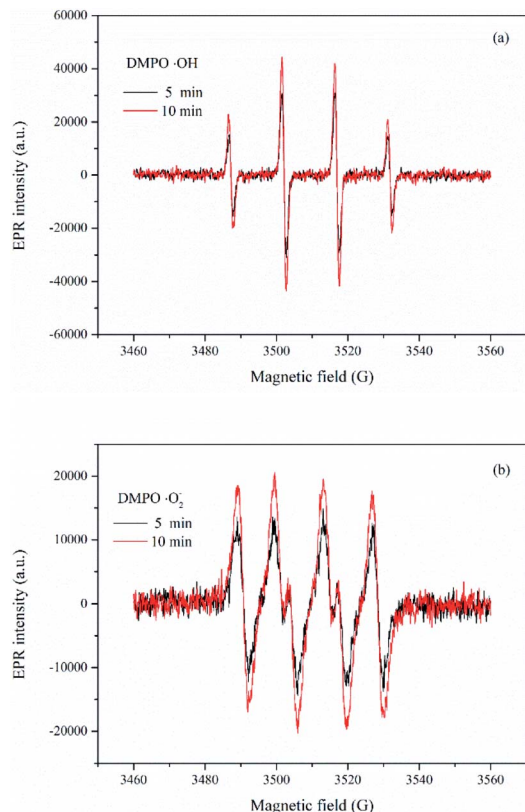 (a)
DMPO ·OH
5 min
10 min
60000
40000
20000
0
-20000
-40000
-60000
EPR intensity (a.u.)
3460 3480 3500 3520 3540 3560
Magnetic field (G)
(b)
DMPO ·O₂⁻
5 min
10 min
20000
10000
0
-10000
-20000
EPR intensity (a.u.)
3460 3480 3500 3520 3540 3560
Magnetic field (G)